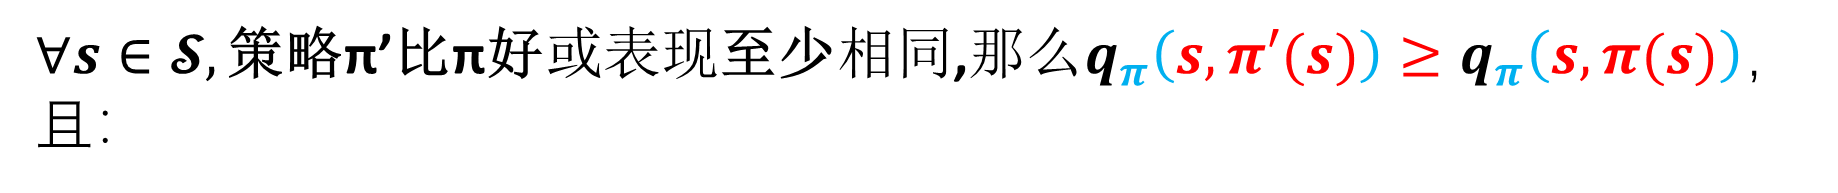 ∀s ∈ 𝒮, 策略π’比π好或表现至少相同,那么qπ(s, π′(s)) ≥ qπ(s, π(s)),
且: